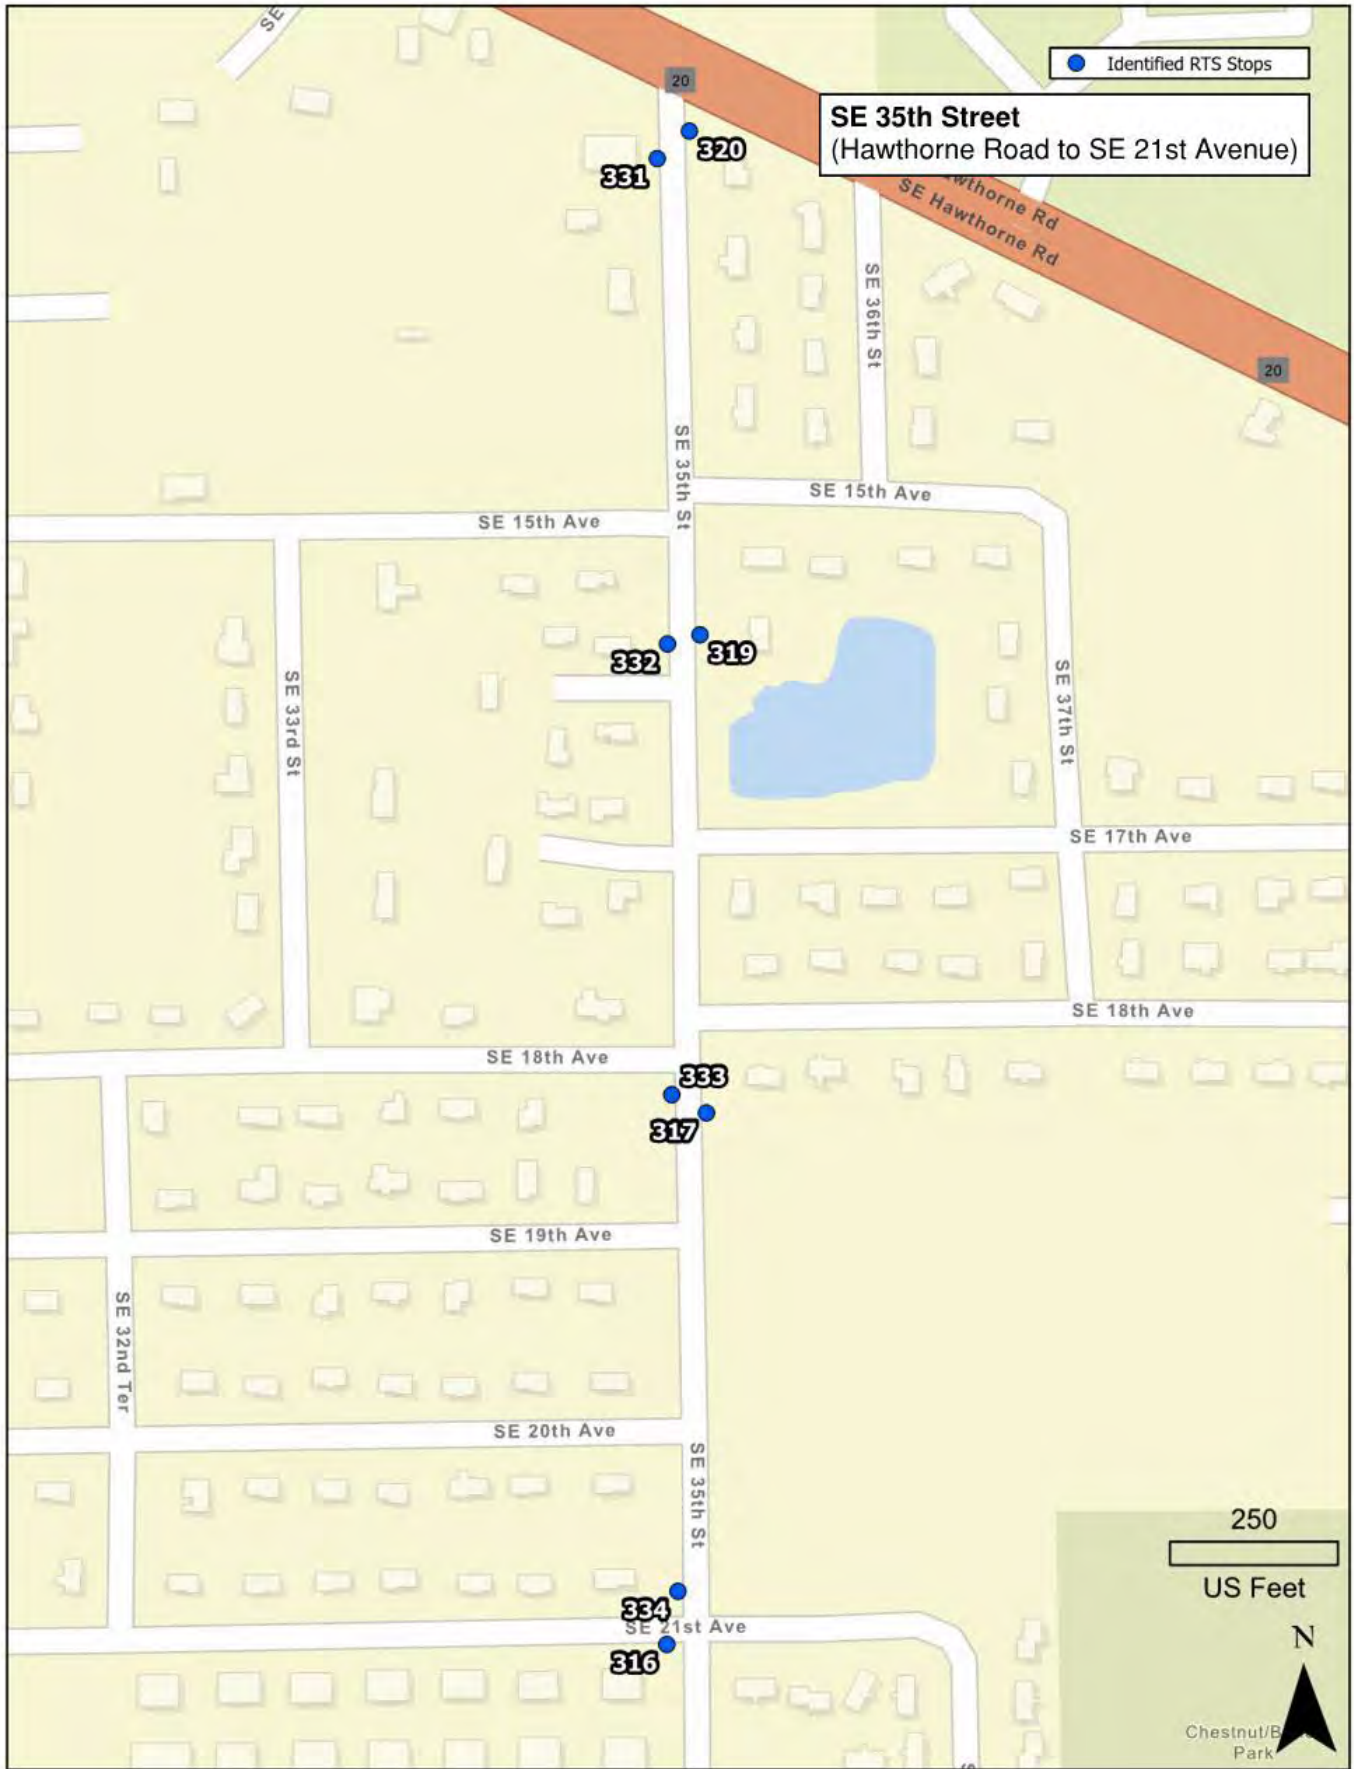 SE
20
Identified RTS Stops
SE 35th Street
(Hawthorne Road to SE 21st Avenue)
320
331
SE Hawthorne Rd
SE 36th St
20
SE 35th St
SE 15th Ave
SE 15th Ave
332
319
SE 33rd St
SE 37th St
SE 17th Ave
SE 18th Ave
SE 18th Ave
333
317
SE 19th Ave
SE 32nd Ter
SE 20th Ave
SE 35th St
250
US Feet
334
SE 21st Ave
316
N
Chestnut/B
Park